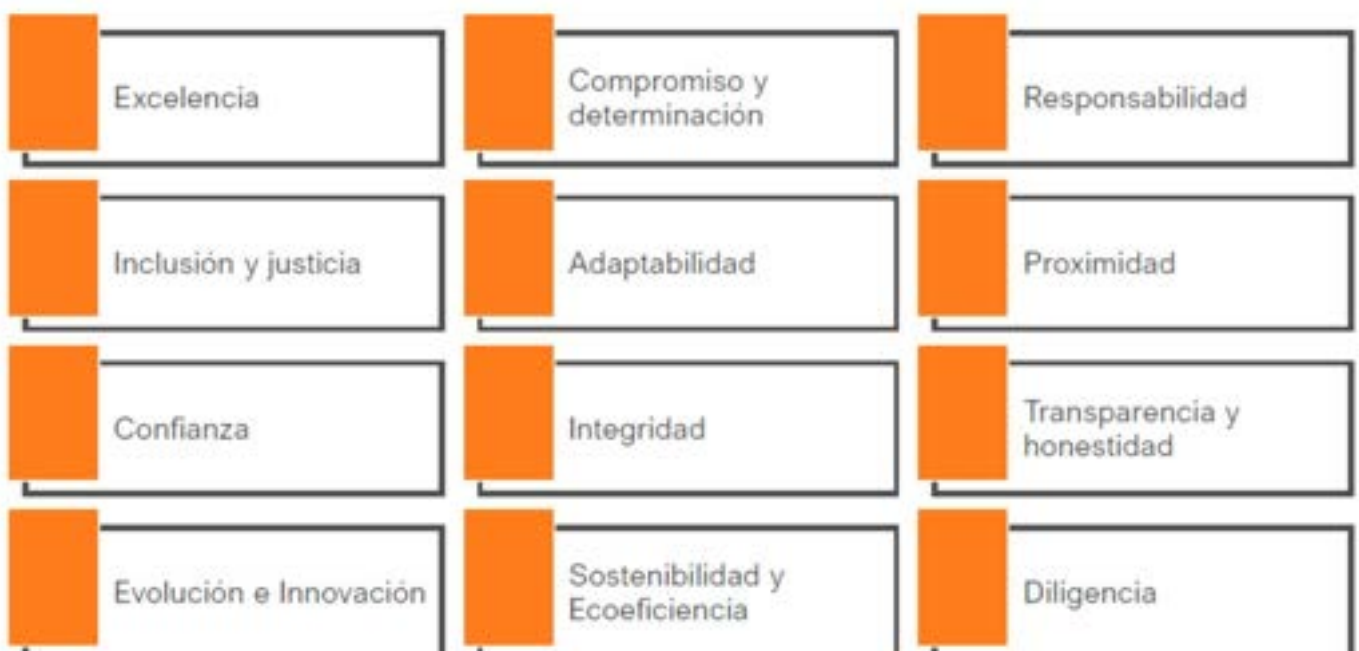 Excelencia
Compromiso y
determinación
Responsabilidad
Inclusión y justicia
Adaptabilidad
Proximidad
Confianza
Integridad
Transparencia y
honestidad
Evolución e Innovación
Sostenibilidad y
Ecoeficiencia
Diligencia